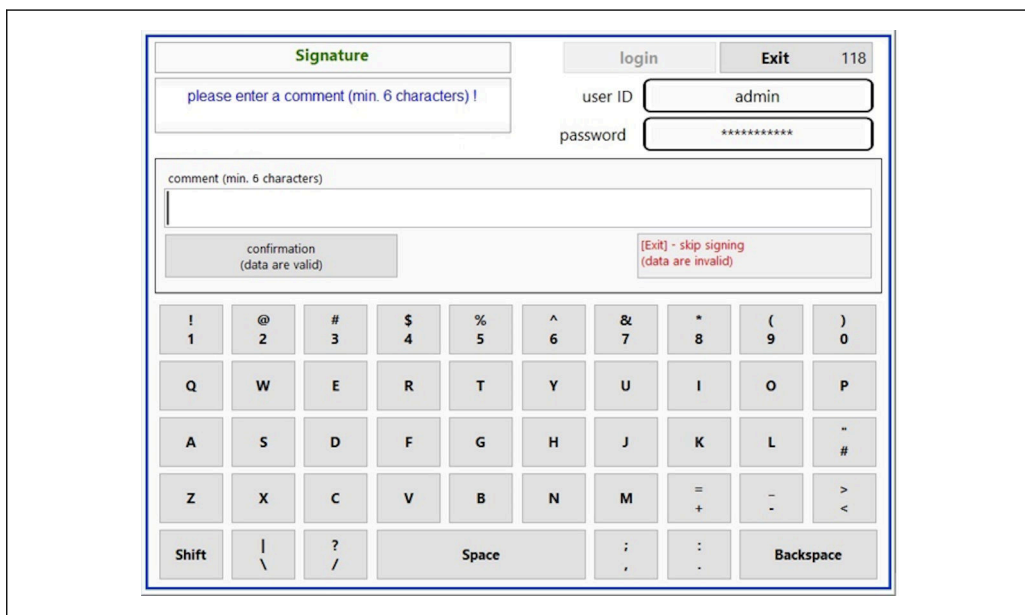 Signature
login
Exit 118
please enter a comment (min. 6 characters) !
user ID admin
password ***********
comment (min. 6 characters)
confirmation
(data are valid)
[Exit] - skip signing
(data are invalid)
! @ # $ % ^ & * ( )
1 2 3 4 5 6 7 8 9 0
Q W E R T Y U I O P
A S D F G H J K L "
#
Z X C V B N M = _ >
+ - <
Shift | ? Space ; : Backspace
\ / , .